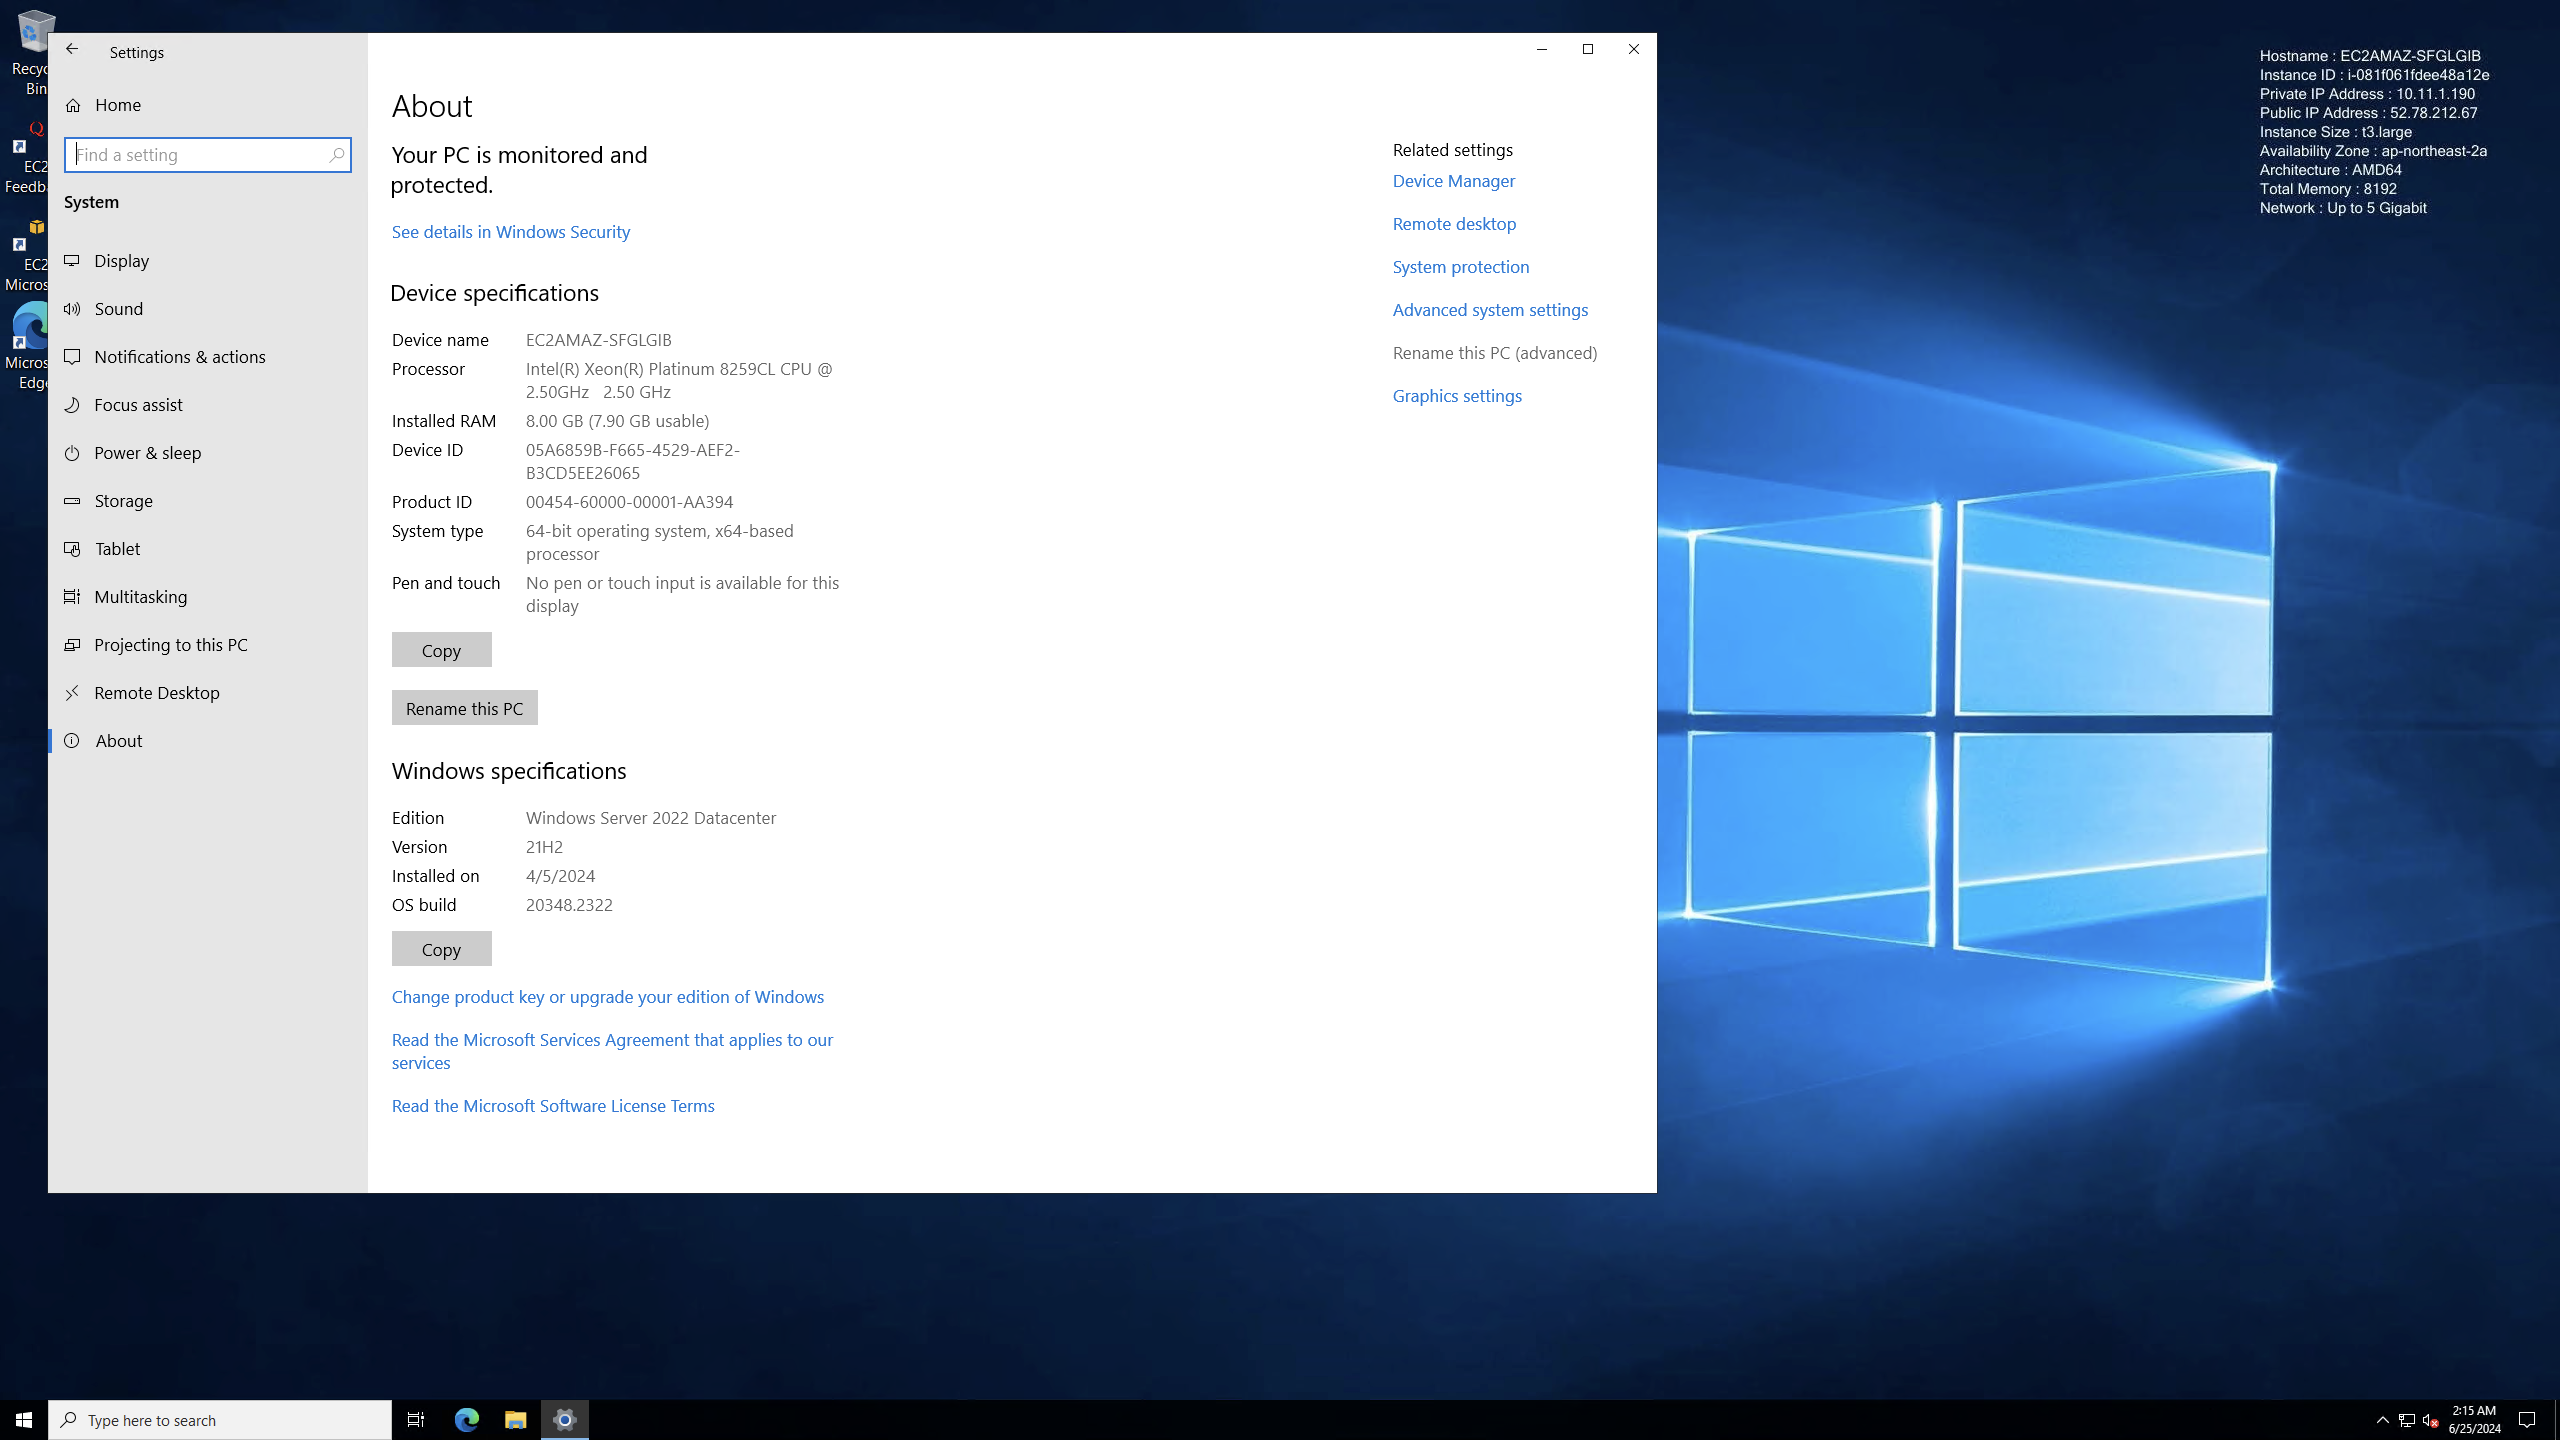 Recyc
Bin
EC2
Feedb
EC2
Micros
Micros
Edge
Settings
Home
Find a setting
System
Display
Sound
Notifications & actions
Focus assist
Power & sleep
Storage
Tablet
Multitasking
Projecting to this PC
Remote Desktop
About
About
Your PC is monitored and
protected.
See details in Windows Security
Device specifications
Device name EC2AMAZ-SFGLGIB
Processor Intel(R) Xeon(R) Platinum 8259CL CPU @
2.50GHz 2.50 GHz
Installed RAM 8.00 GB (7.90 GB usable)
Device ID 05A6859B-F665-4529-AEF2-
B3CD5EE26065
Product ID 00454-60000-00001-AA394
System type 64-bit operating system, x64-based
processor
Pen and touch No pen or touch input is available for this
display
Copy
Rename this PC
Windows specifications
Edition Windows Server 2022 Datacenter
Version 21H2
Installed on 4/5/2024
OS build 20348.2322
Copy
Change product key or upgrade your edition of Windows
Read the Microsoft Services Agreement that applies to our
services
Read the Microsoft Software License Terms
Related settings
Device Manager
Remote desktop
System protection
Advanced system settings
Rename this PC (advanced)
Graphics settings
Hostname : EC2AMAZ-SFGLGIB
Instance ID : i-081f061fdee48a12e
Private IP Address : 10.11.1.190
Public IP Address : 52.78.212.67
Instance Size : t3.large
Availability Zone : ap-northeast-2a
Architecture : AMD64
Total Memory : 8192
Network : Up to 5 Gigabit
Type here to search
2:15 AM
6/25/2024